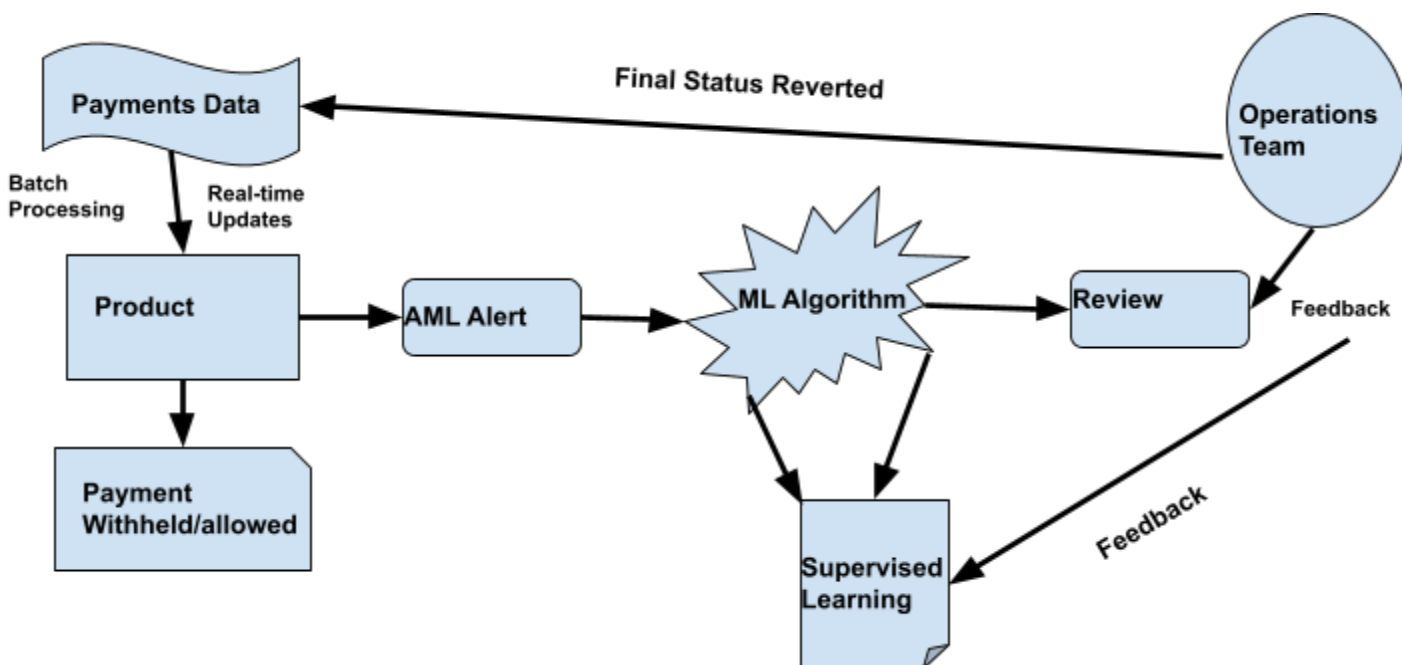 Payments Data
Final Status Reverted
Operations
Team
Batch
Processing
Real-time
Updates
Product
AML Alert
ML Algorithm
Review
Feedback
Payment
Withheld/allowed
Supervised
Learning
Feedback